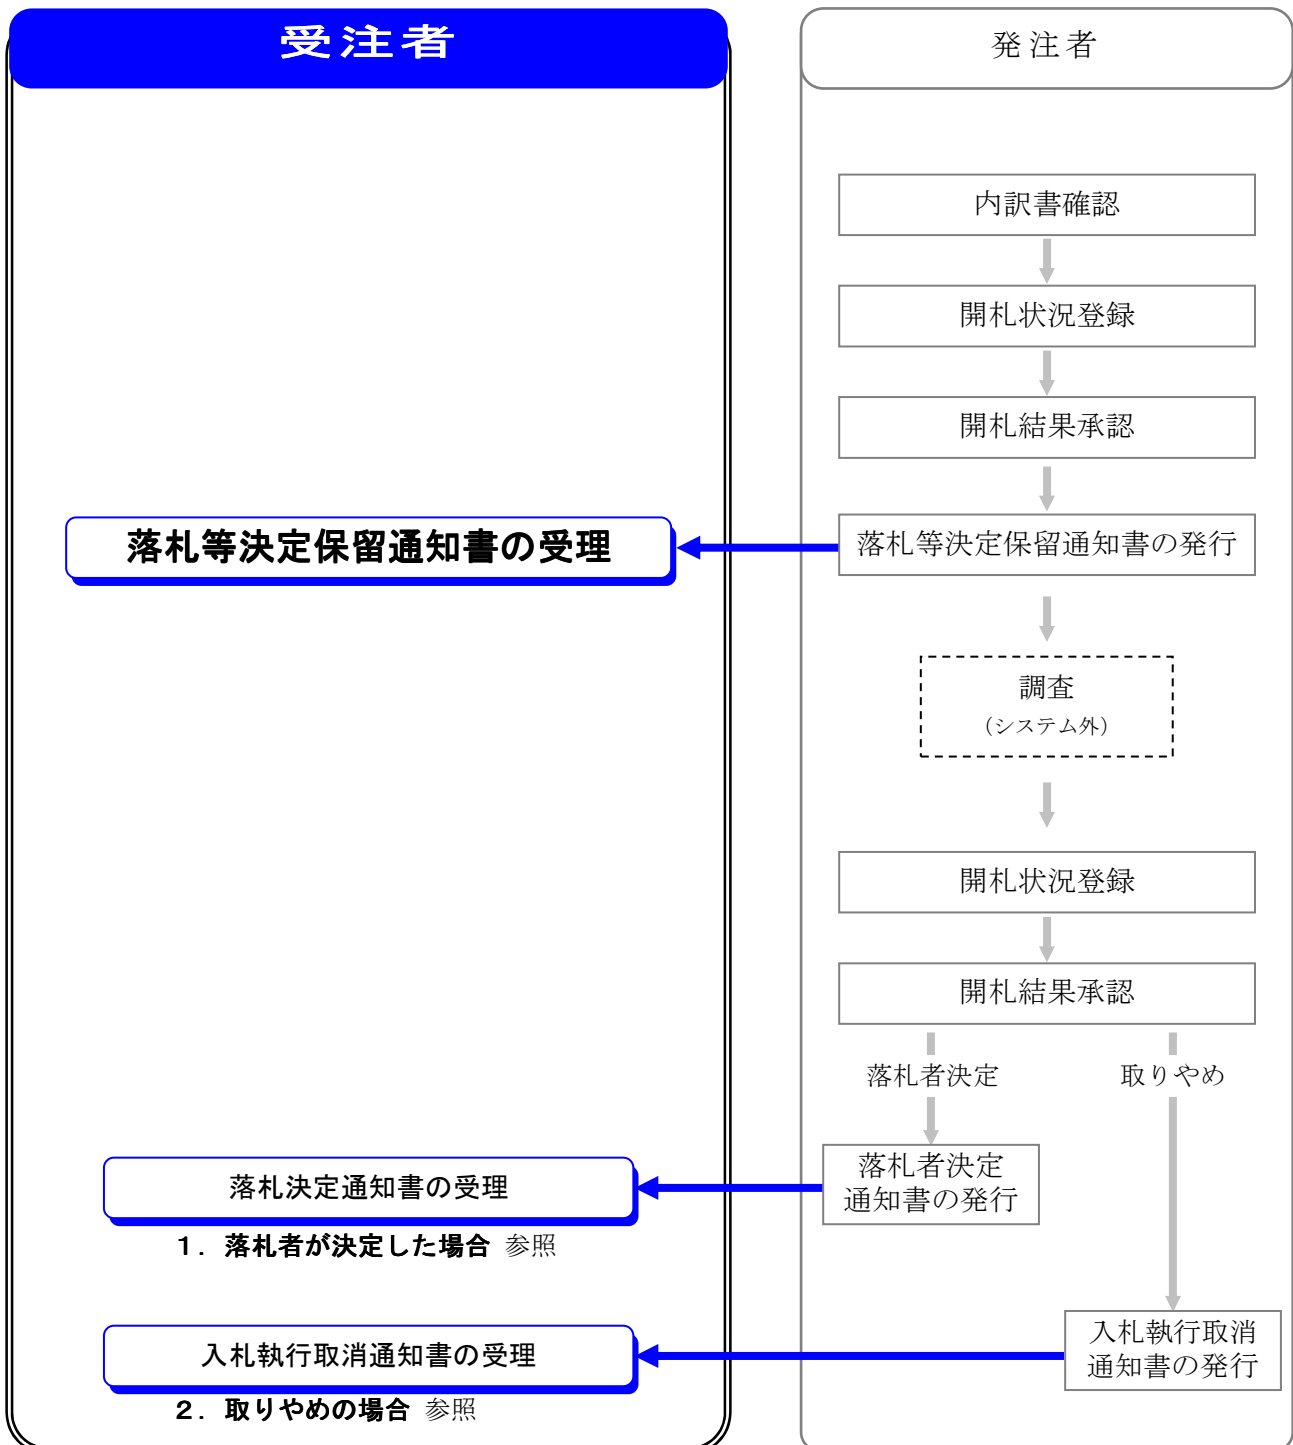 受注者
発注者
内訳書確認
開札状況登録
開札結果承認
落札等決定保留通知書の受理
落札等決定保留通知書の発行
調査
(システム外)
開札状況登録
開札結果承認
落札者決定
取りやめ
落札者決定
通知書の発行
落札決定通知書の受理
1．落札者が決定した場合 参照
入札執行取消
通知書の発行
入札執行取消通知書の受理
2．取りやめの場合 参照